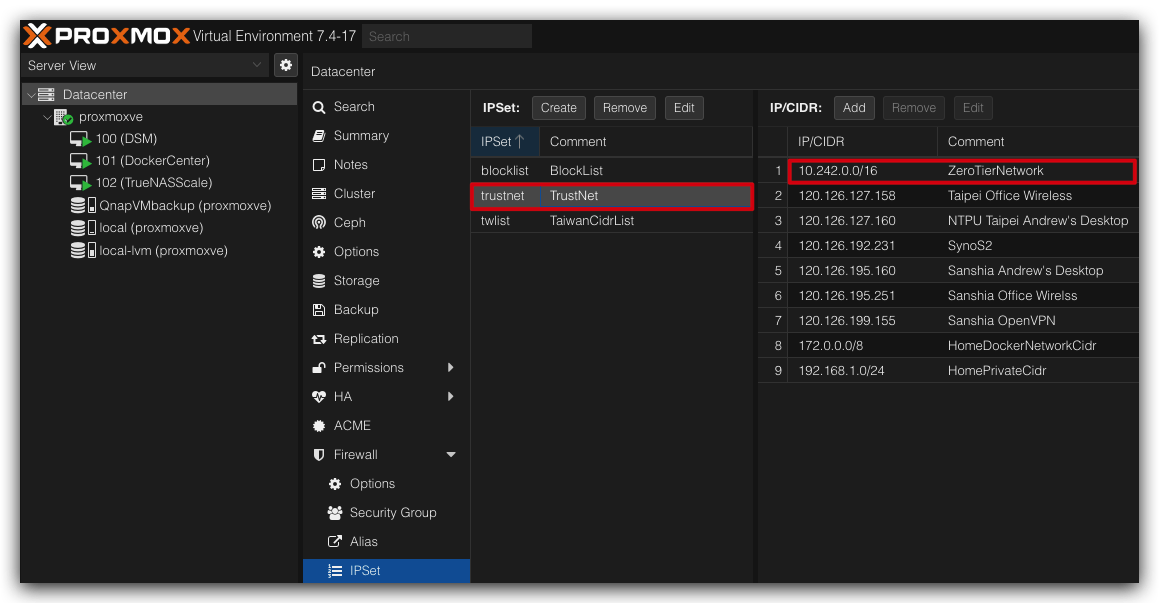 PROXMOX Virtual Environment 7.4-17 Search
Server View
Datacenter
proxmoxve
100 (DSM)
101 (DockerCenter)
102 (TrueNASScale)
QnapVMbackup (proxmoxve)
local (proxmoxve)
local-lvm (proxmoxve)
Datacenter
Search
Summary
Notes
Cluster
Ceph
Options
Storage
Backup
Replication
Permissions
HA
ACME
Firewall
Options
Security Group
Alias
IPSet
IPSet: Create Remove Edit
IPSet Comment
blocklist BlockList
trustnet TrustNet
twlist TaiwanCidrList
IP/CIDR: Add Remove Edit
IP/CIDR Comment
1 10.242.0.0/16 ZeroTierNetwork
2 120.126.127.158 Taipei Office Wireless
3 120.126.127.160 NTPU Taipei Andrew's Desktop
4 120.126.192.231 SynoS2
5 120.126.195.160 Sanshia Andrew's Desktop
6 120.126.195.251 Sanshia Office Wirelss
7 120.126.199.155 Sanshia OpenVPN
8 172.0.0.0/8 HomeDockerNetworkCidr
9 192.168.1.0/24 HomePrivateCidr